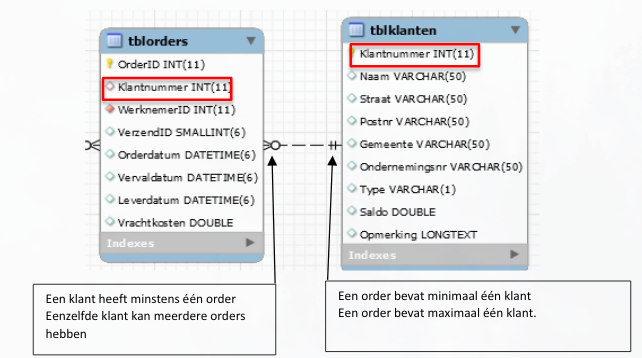 tblorders
OrderID INT(11)
Klantnummer INT(11)
WerknemerID INT(11)
VerzendID SMALLINT(6)
Orderdatum DATETIME(6)
Vervaldatum DATETIME(6)
Leverdatum DATETIME(6)
Vrachtkosten DOUBLE
Indexes
tblklanten
Klantnummer INT(11)
Naam VARCHAR(50)
Straat VARCHAR(50)
Postnr VARCHAR(50)
Gemeente VARCHAR(50)
Ondernemingsnr VARCHAR(50)
Type VARCHAR(1)
Saldo DOUBLE
Opmerking LONGTEXT
Indexes
Een klant heeft minstens één order
Eenzelfde klant kan meerdere orders
hebben
Een order bevat minimaal één klant
Een order bevat maximaal één klant.